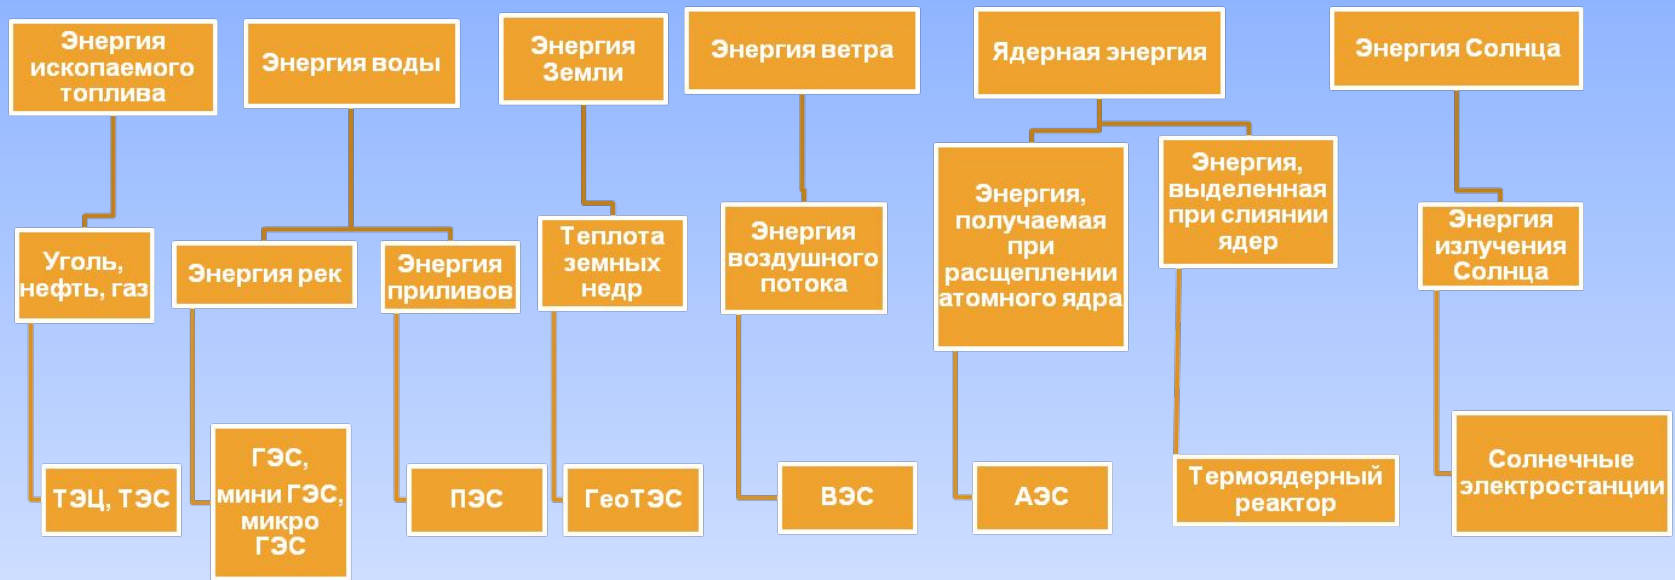 Энергия
ископаемого
топлива
Энергия воды
Энергия
Земли
Энергия ветра
Ядерная энергия
Энергия Солнца
Уголь,
нефть, газ
Энергия рек
Энергия
приливов
Теплота
земных
недр
Энергия
воздушного
потока
Энергия,
получаемая
при
расщеплении
атомного ядра
Энергия,
выделенная
при слиянии
ядер
Энергия
излучения
Солнца
ТЭЦ, ТЭС
ГЭС,
мини ГЭС,
микро
ГЭС
ПЭС
ГеоТЭС
ВЭС
АЭС
Термоядерный
реактор
Солнечные
электростанции